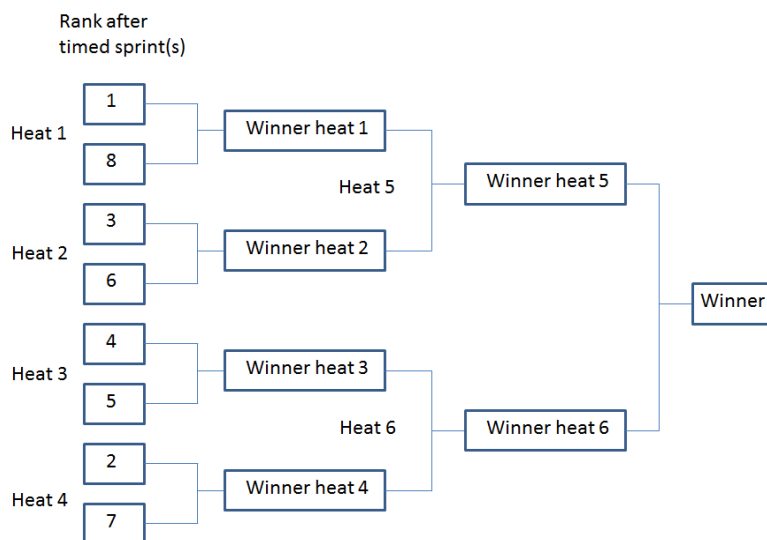 Rank after
timed sprint(s)
1
Heat 1
Winner heat 1
8
Heat 5
Winner heat 5
3
Heat 2
Winner heat 2
6
Winner
4
Heat 3
Winner heat 3
5
Heat 6
Winner heat 6
2
Heat 4
Winner heat 4
7